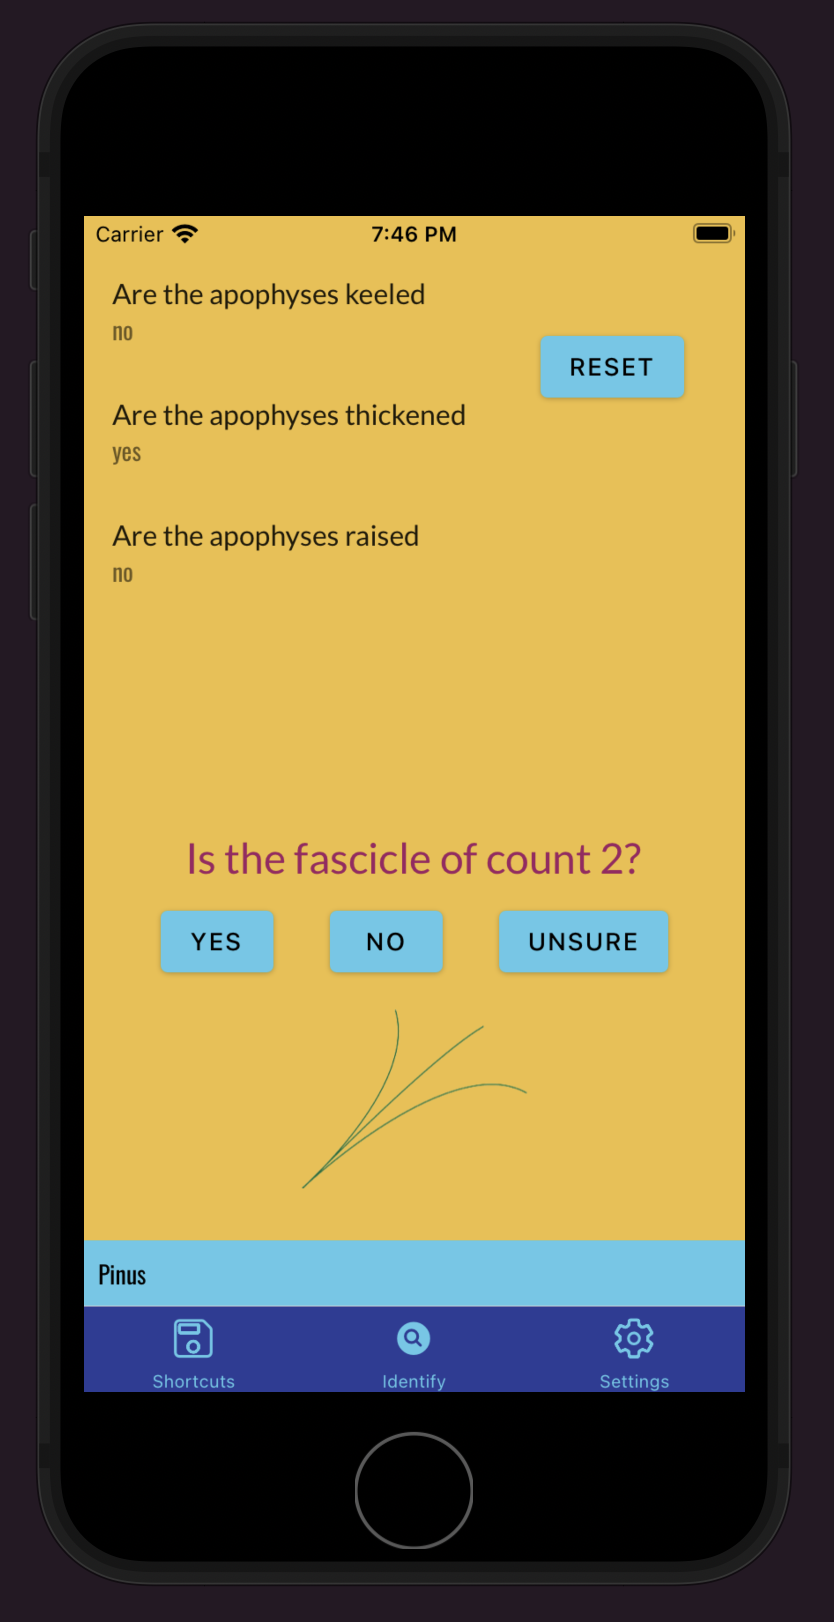 Carrier 7:46 PM
Are the apophyses keeled
no
RESET
Are the apophyses thickened
yes
Are the apophyses raised
no
Is the fascicle of count 2?
YES NO UNSURE
Pinus
Shortcuts Identify Settings